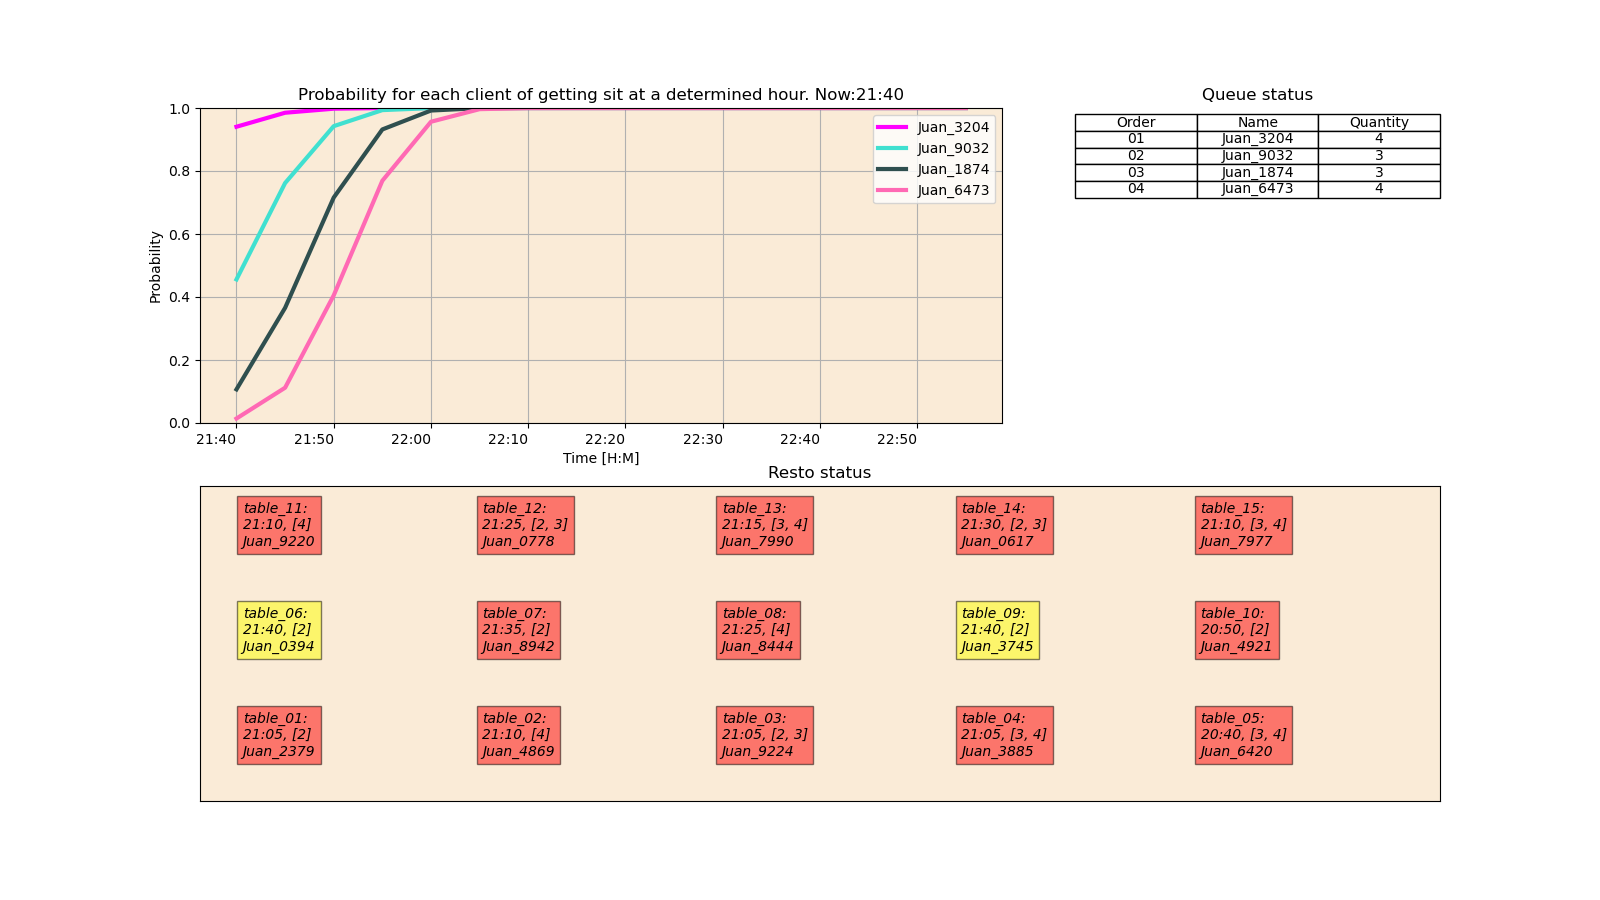 Probability for each client of getting sit at a determined hour. Now:21:40
1.0
0.8
0.6
0.4
0.2
0.0
Probability
Juan_3204
Juan_9032
Juan_1874
Juan_6473
21:40 21:50 22:00 22:10 22:20 22:30 22:40 22:50
Time [H:M]
Queue status
Order Name Quantity
01 Juan_3204 4
02 Juan_9032 3
03 Juan_1874 3
04 Juan_6473 4
Resto status
table_11:
21:10, [4]
Juan_9220
table_12:
21:25, [2, 3]
Juan_0778
table_13:
21:15, [3, 4]
Juan_7990
table_14:
21:30, [2, 3]
Juan_0617
table_15:
21:10, [3, 4]
Juan_7977
table_06:
21:40, [2]
Juan_0394
table_07:
21:35, [2]
Juan_8942
table_08:
21:25, [4]
Juan_8444
table_09:
21:40, [2]
Juan_3745
table_10:
20:50, [2]
Juan_4921
table_01:
21:05, [2]
Juan_2379
table_02:
21:10, [4]
Juan_4869
table_03:
21:05, [2, 3]
Juan_9224
table_04:
21:05, [3, 4]
Juan_3885
table_05:
20:40, [3, 4]
Juan_6420